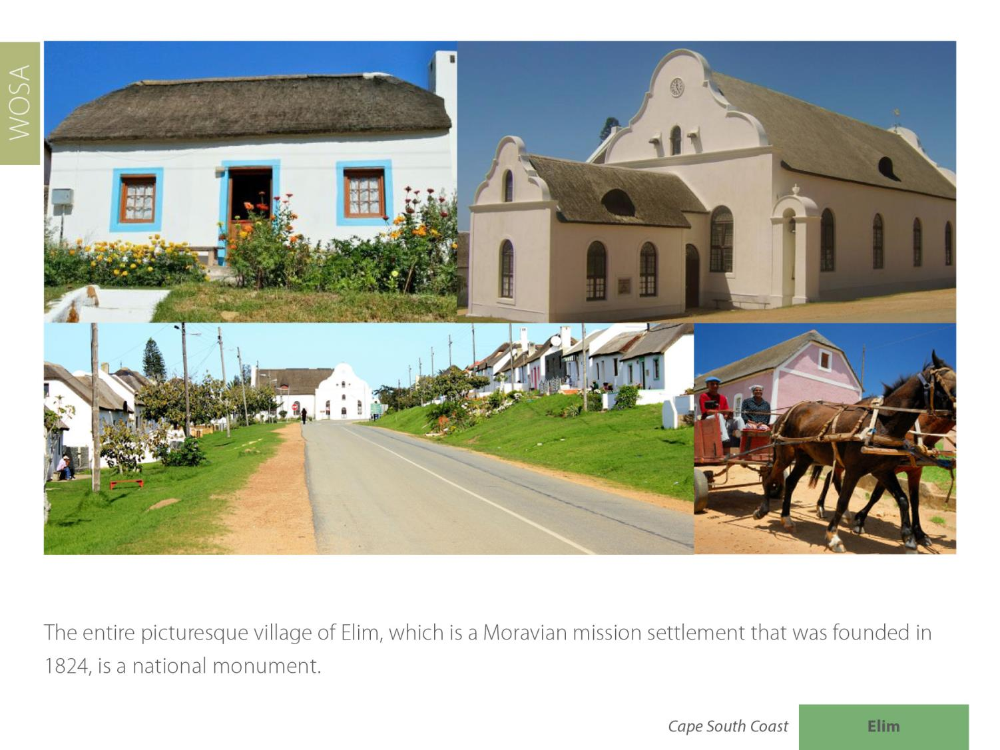 WOSA
The entire picturesque village of Elim, which is a Moravian mission settlement that was founded in
1824, is a national monument.
Cape South Coast
Elim